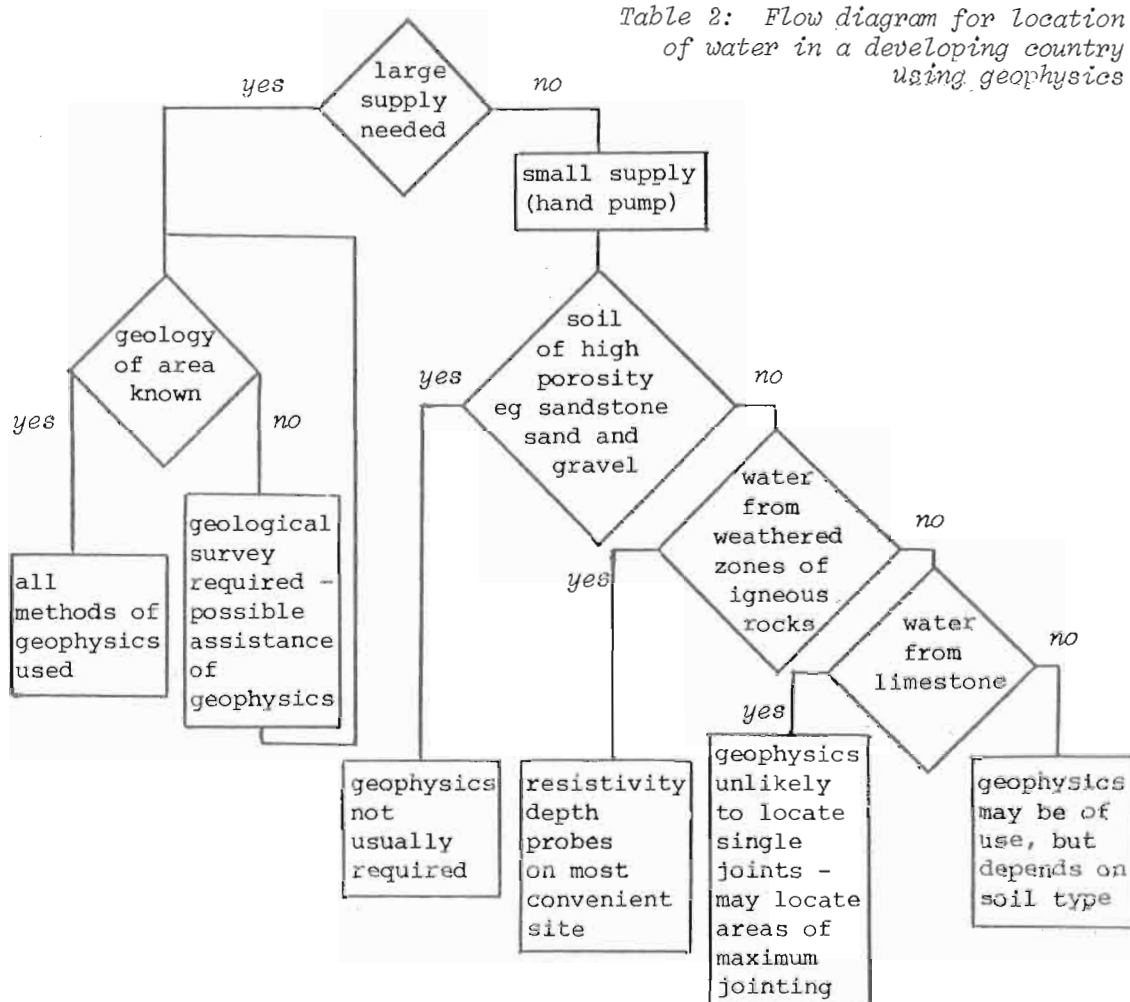 Table 2: Flow diagram for location
of water in a developing country
using geophysics
large
supply
needed
yes
no
small supply
(hand pump)
geology
of area
known
yes
no
all
methods of
geophysics
used
geological
survey
required –
possible
assistance
of
geophysics
soil
of high
porosity
eg sandstone
sand and
gravel
yes
no
geophysics
not
usually
required
water
from
weathered
zones of
igneous
rocks
yes
no
resistivity
depth
probes
on most
convenient
site
water
from
limestone
yes
no
geophysics
unlikely
to locate
single
joints –
may locate
areas of
maximum
jointing
geophysics
may be of
use, but
depends on
soil type